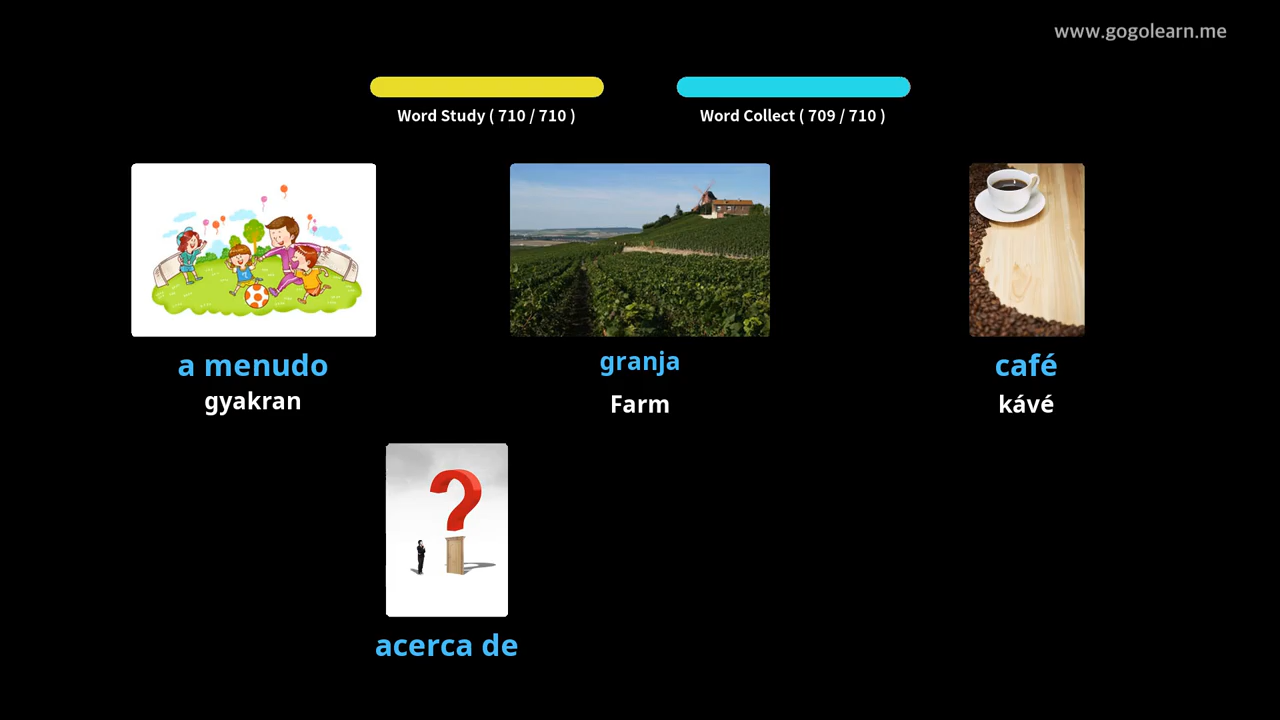 www.gogolearn.me
Word Study ( 710 / 710 )
Word Collect ( 709 / 710 )
a menudo
gyakran
granja
Farm
café
kávé
acerca de